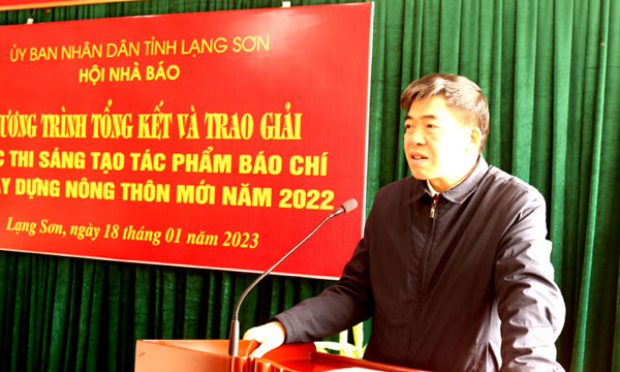 ỦY BAN NHÂN DÂN TỈNH LẠNG SƠN
HỘI NHÀ BÁO
ƯƠNG TRÌNH TỔNG KẾT VÀ TRAO GIẢI
C THI SÁNG TẠO TÁC PHẨM BÁO CHÍ
Y DỰNG NÔNG THÔN MỚI NĂM 2022
Lạng Sơn, ngày 18 tháng 01 năm 2023